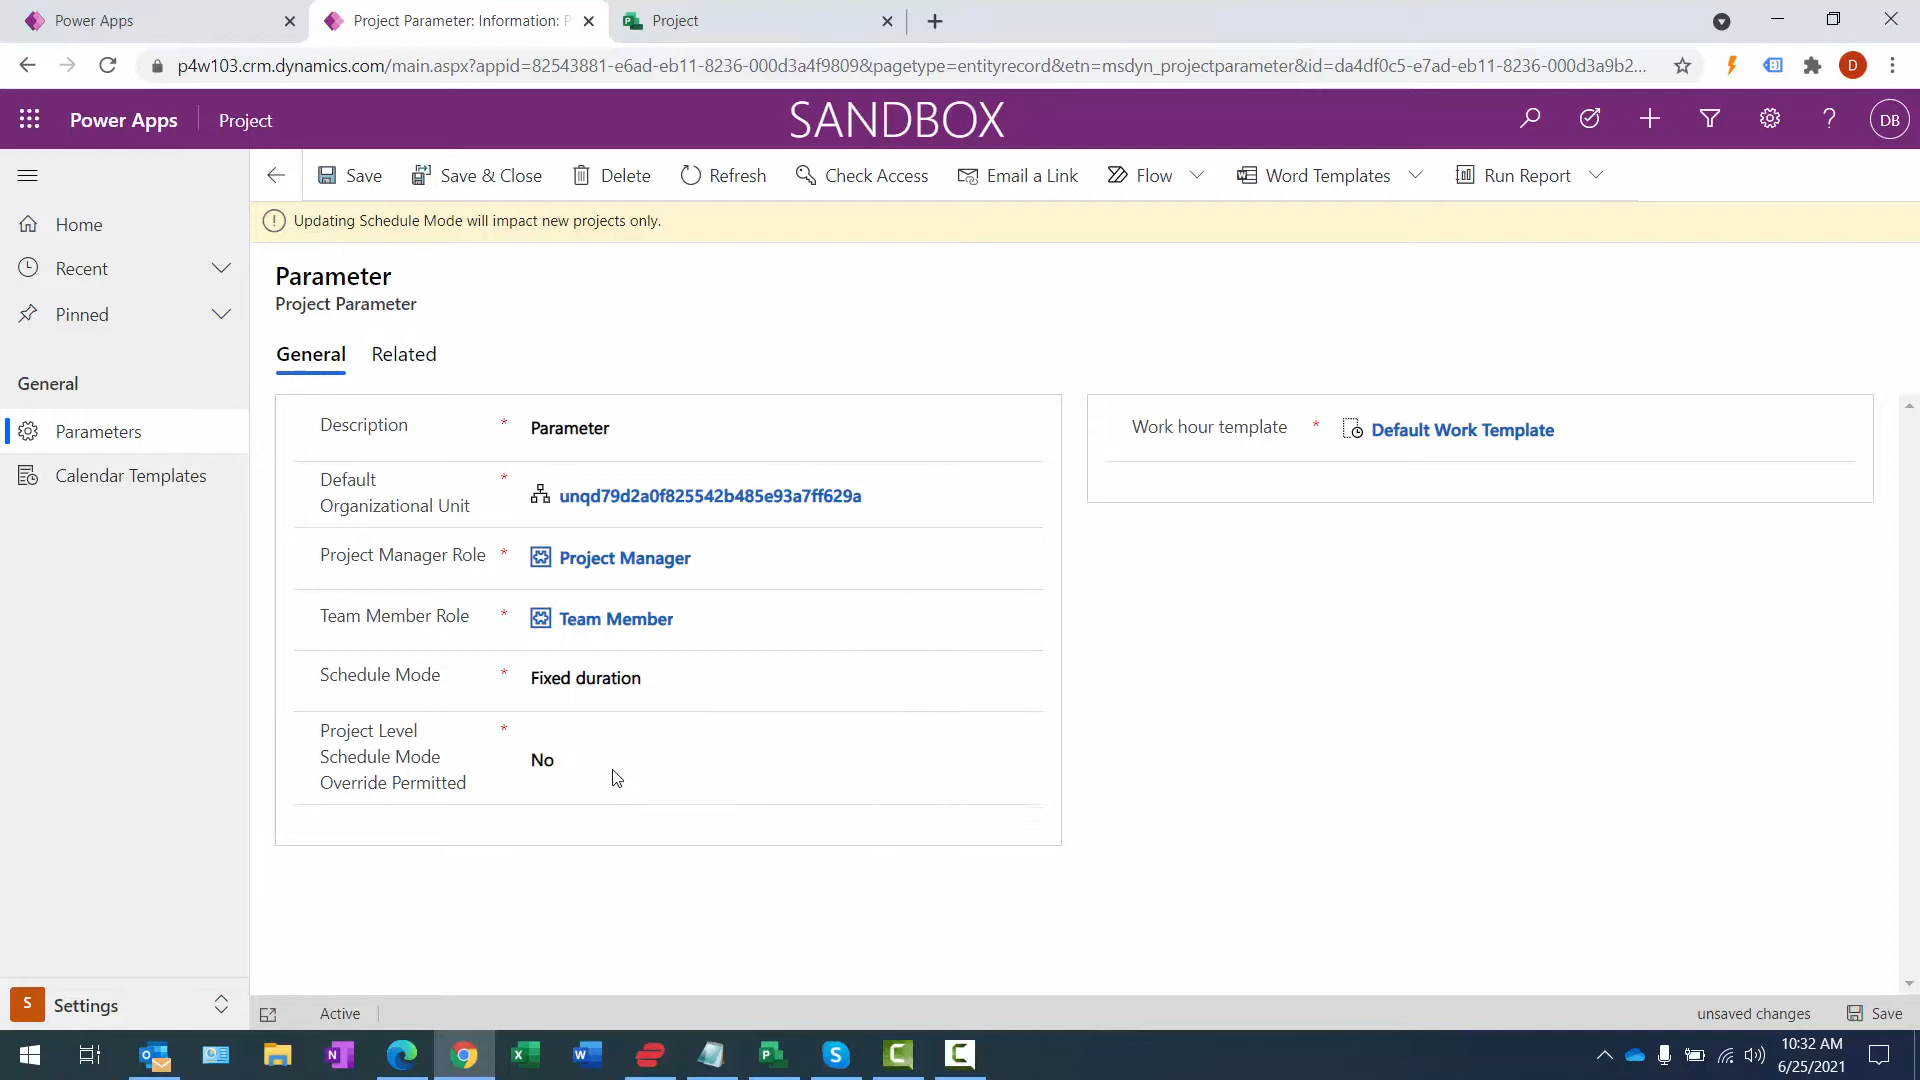 Power Apps
Project Parameter: Information: P
Project
p4w103.crm.dynamics.com/main.aspx?appid=82543881-e6ad-eb11-8236-000d3a4f9809&pagetype=entityrecord&etn=msdyn_projectparameter&id=da4df0c5-e7ad-eb11-8236-000d3a9b2...
D
Power Apps
Project
SANDBOX
DB
Save
Save & Close
Delete
Refresh
Check Access
Email a Link
Flow
Word Templates
Run Report
Updating Schedule Mode will impact new projects only.
Home
Recent
Pinned
General
Parameters
Calendar Templates
Parameter
Project Parameter
General
Related
Description * Parameter
Default
Organizational Unit
* unqd79d2a0f825542b485e93a7ff629a
Project Manager Role * Project Manager
Team Member Role * Team Member
Schedule Mode * Fixed duration
Project Level
Schedule Mode
Override Permitted
* No
Work hour template * Default Work Template
S Settings
Active
unsaved changes
Save
10:32 AM
6/25/2021